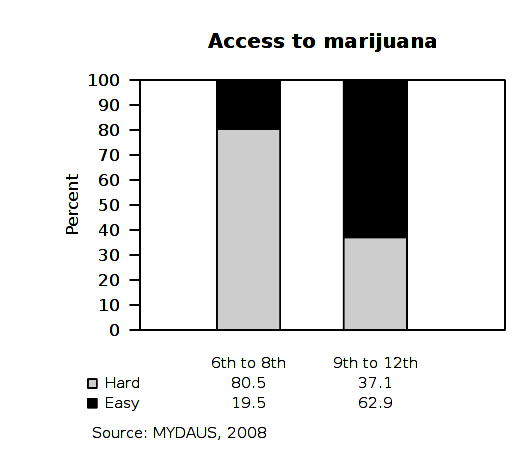 Access to marijuana
Percent
100
90
80
70
60
50
40
30
20
10
0
6th to 8th 9th to 12th
Hard 80.5 37.1
Easy 19.5 62.9
Source: MYDAUS, 2008